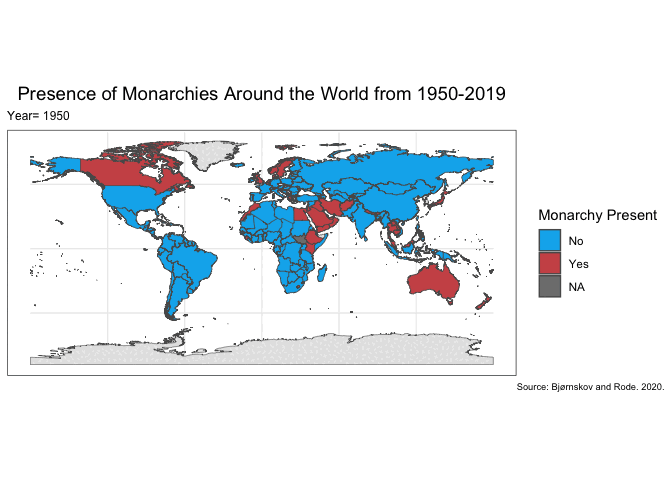 Presence of Monarchies Around the World from 1950-2019
Year= 1950
Monarchy Present
No
Yes
NA
Source: Bjørnskov and Rode. 2020.